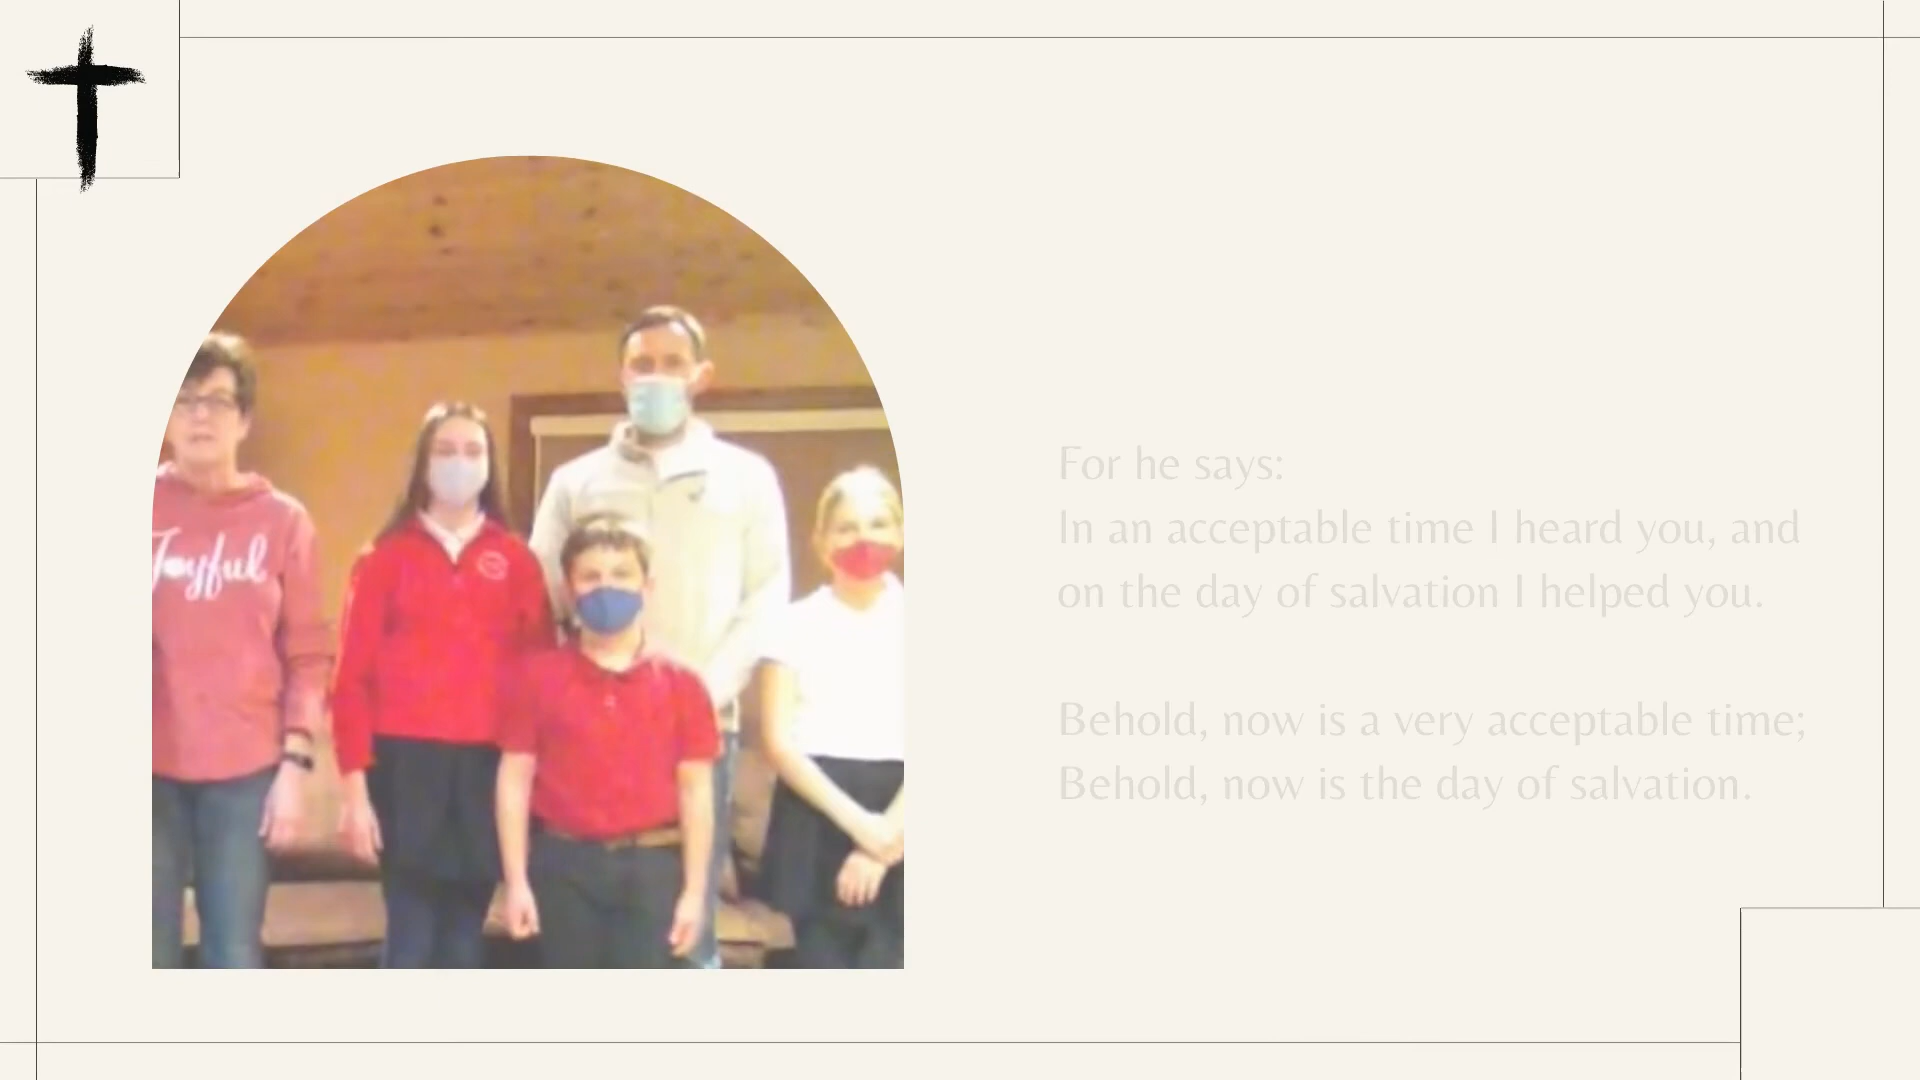 Joyful
For he says:
In an acceptable time I heard you, and
on the day of salvation I helped you.
Behold, now is a very acceptable time;
Behold, now is the day of salvation.